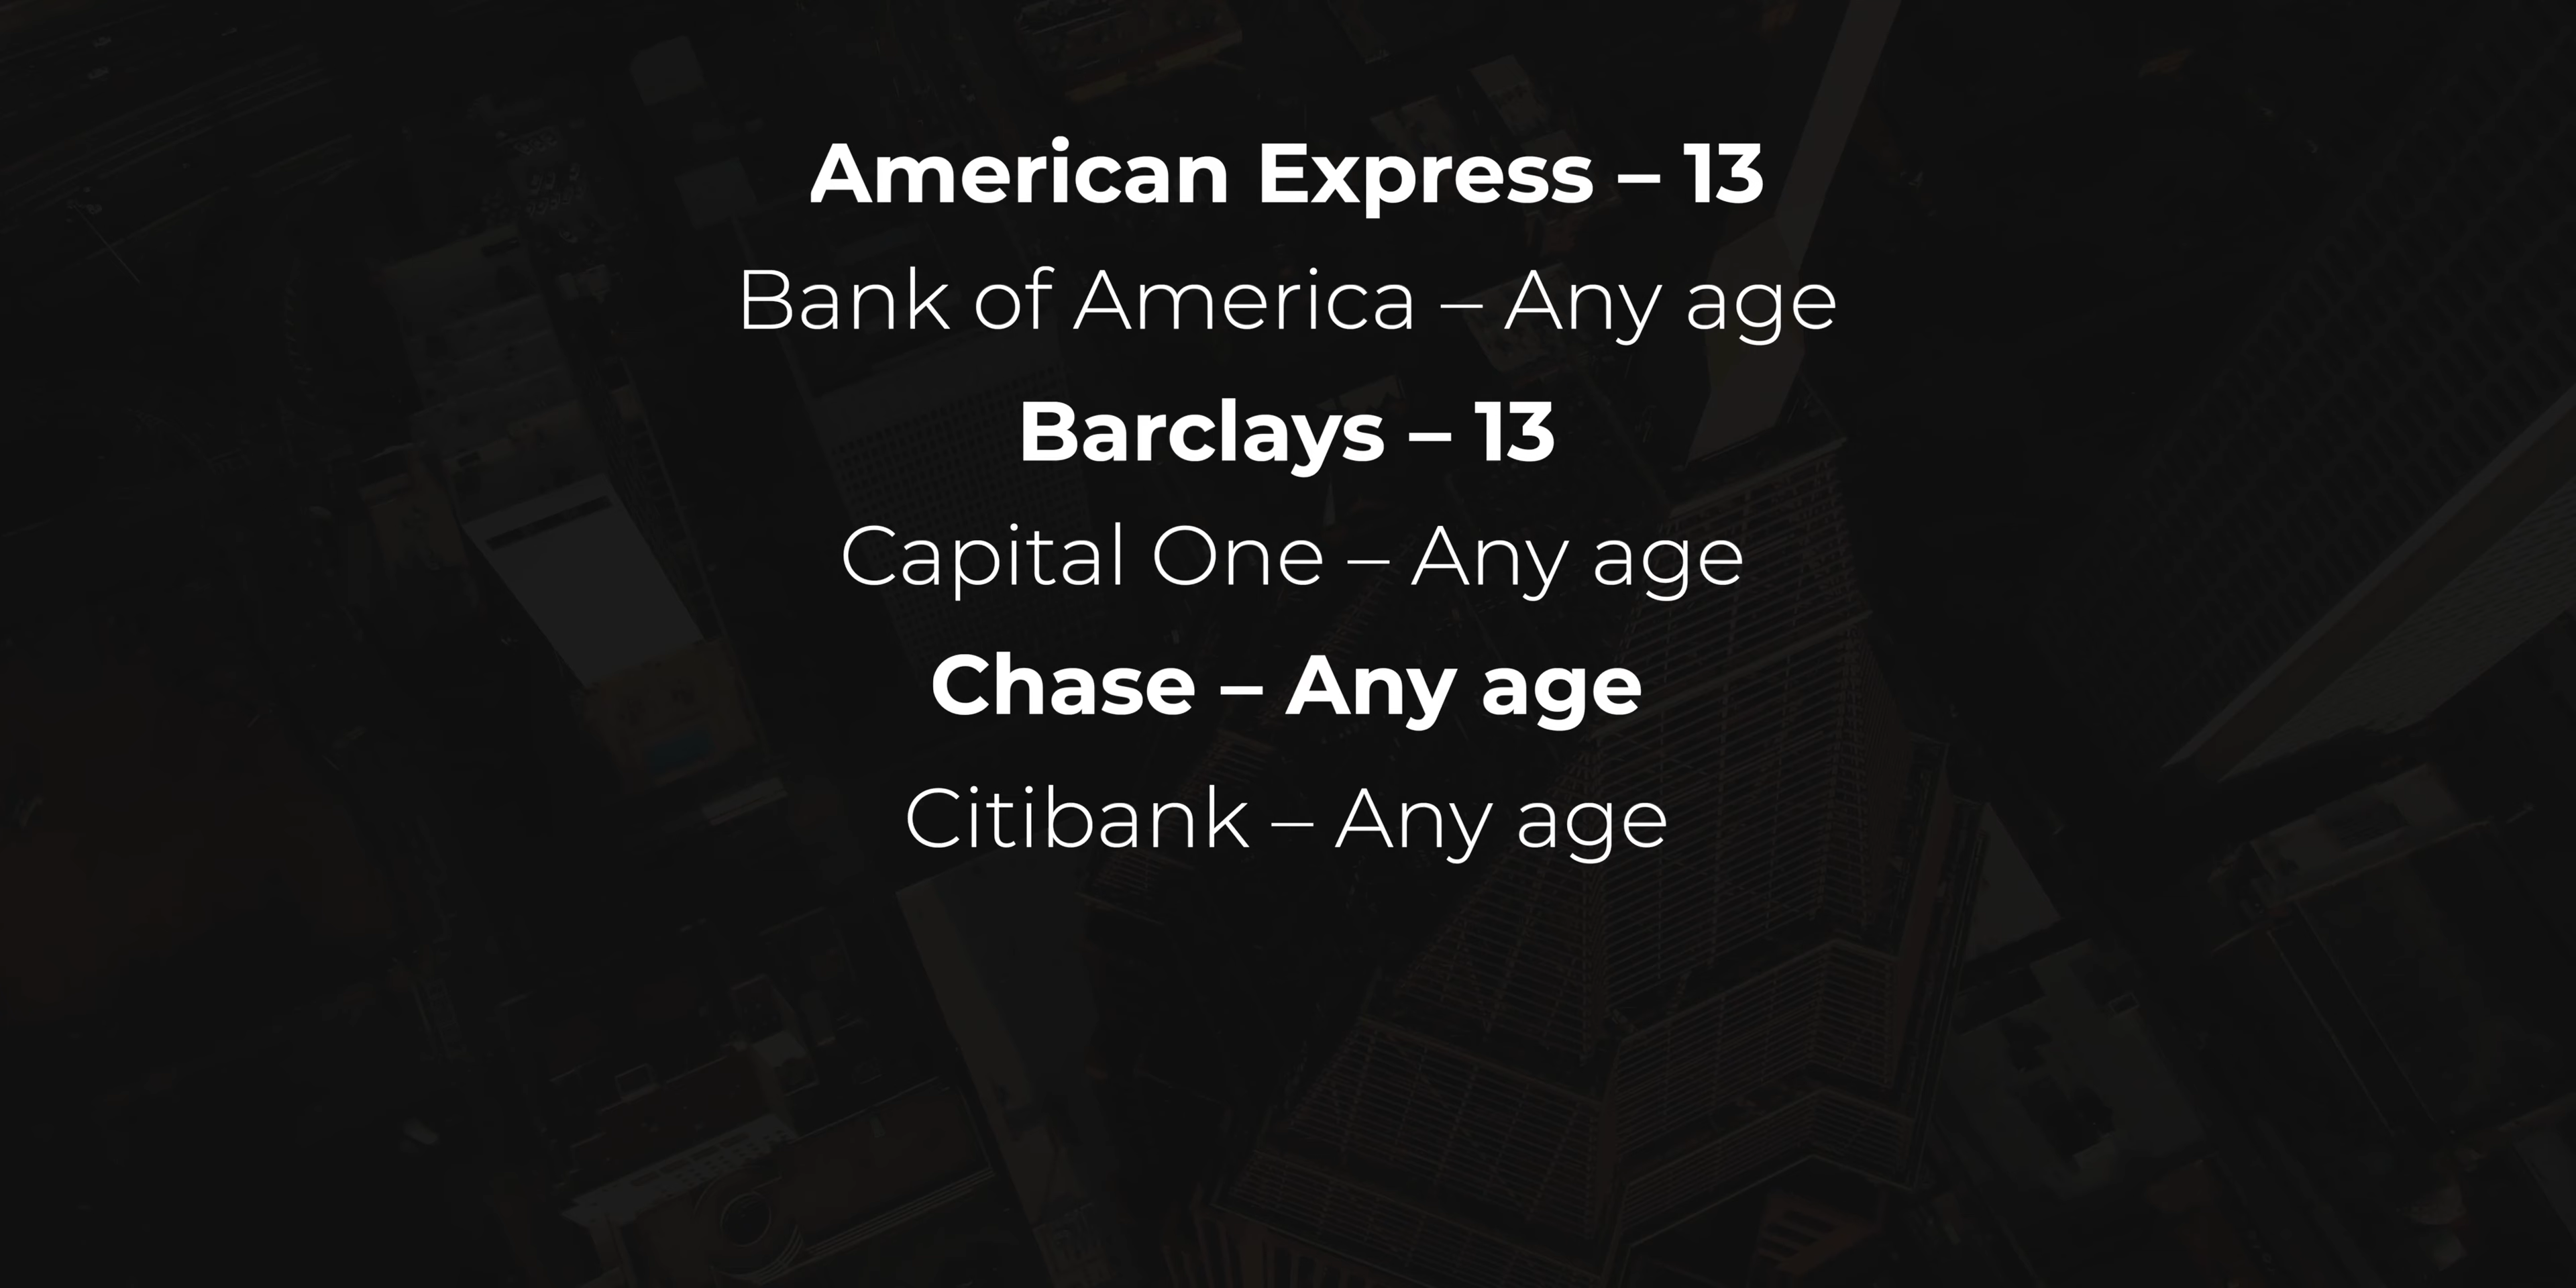 American Express – 13
Bank of America – Any age
Barclays – 13
Capital One – Any age
Chase – Any age
Citibank – Any age